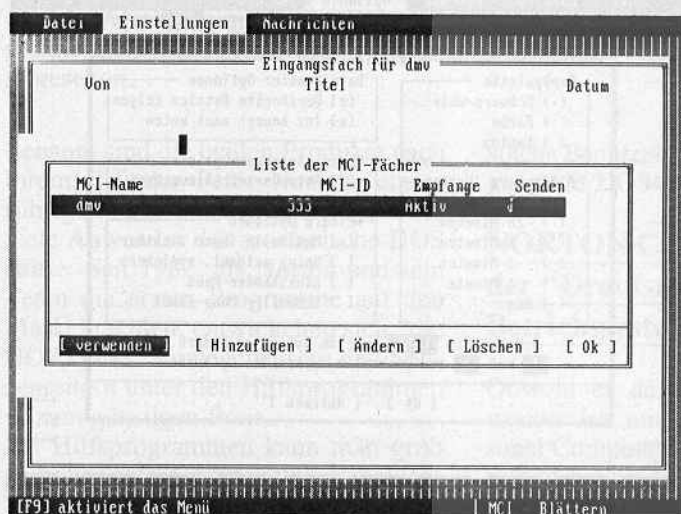 Datei Einstellungen Nachrichten
Eingangsfach für dmv
Von Titel Datum
Liste der MCI-Fächer
MCI-Name MCI-ID Empfange Senden
dmv 333 Aktiv √
[ verwenden ] [ Hinzufügen ] [ ändern ] [ Löschen ] [ Ok ]
[F9] aktiviert das Menü | MCI Blättern